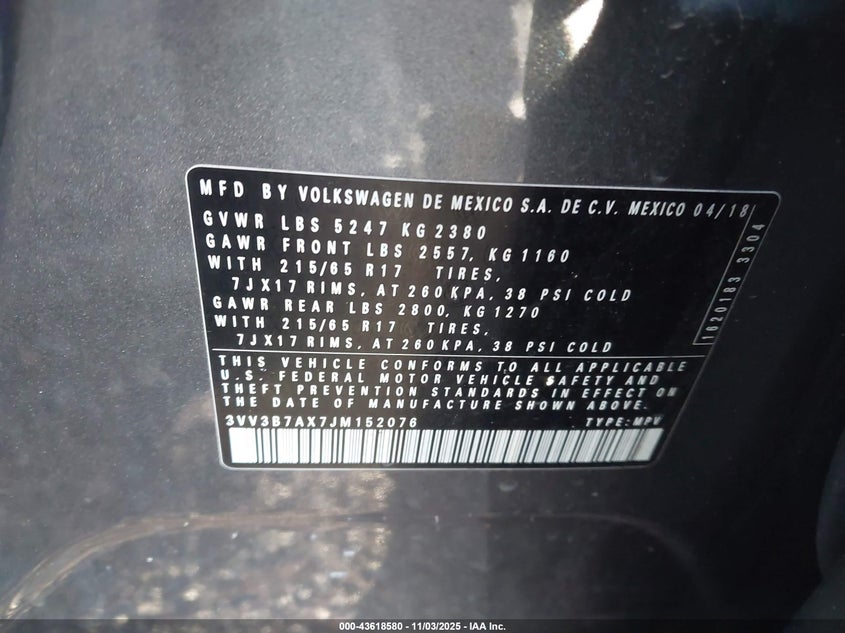 MFD BY VOLKSWAGEN DE MEXICO S.A. DE C.V. MEXICO 04/18
GVWR LBS 5247 KG 2380
GAWR FRONT LBS 2557, KG 1160
WITH 215/65 R17 TIRES,
7JX17 RIMS, AT 260 KPA, 38 PSI COLD
GAWR REAR LBS 2800, KG 1270
WITH 215/65 R17 TIRES,
7JX17 RIMS, AT 260 KPA, 38 PSI COLD
1620183 3304
THIS VEHICLE CONFORMS TO ALL APPLICABLE
U.S. FEDERAL MOTOR VEHICLE SAFETY AND
THEFT PREVENTION STANDARDS IN EFFECT ON
THE DATE OF MANUFACTURE SHOWN ABOVE.
3VV3B7AX7JM152076 TYPE:MPV
000-43618580 - 11/03/2025 - IAA Inc.